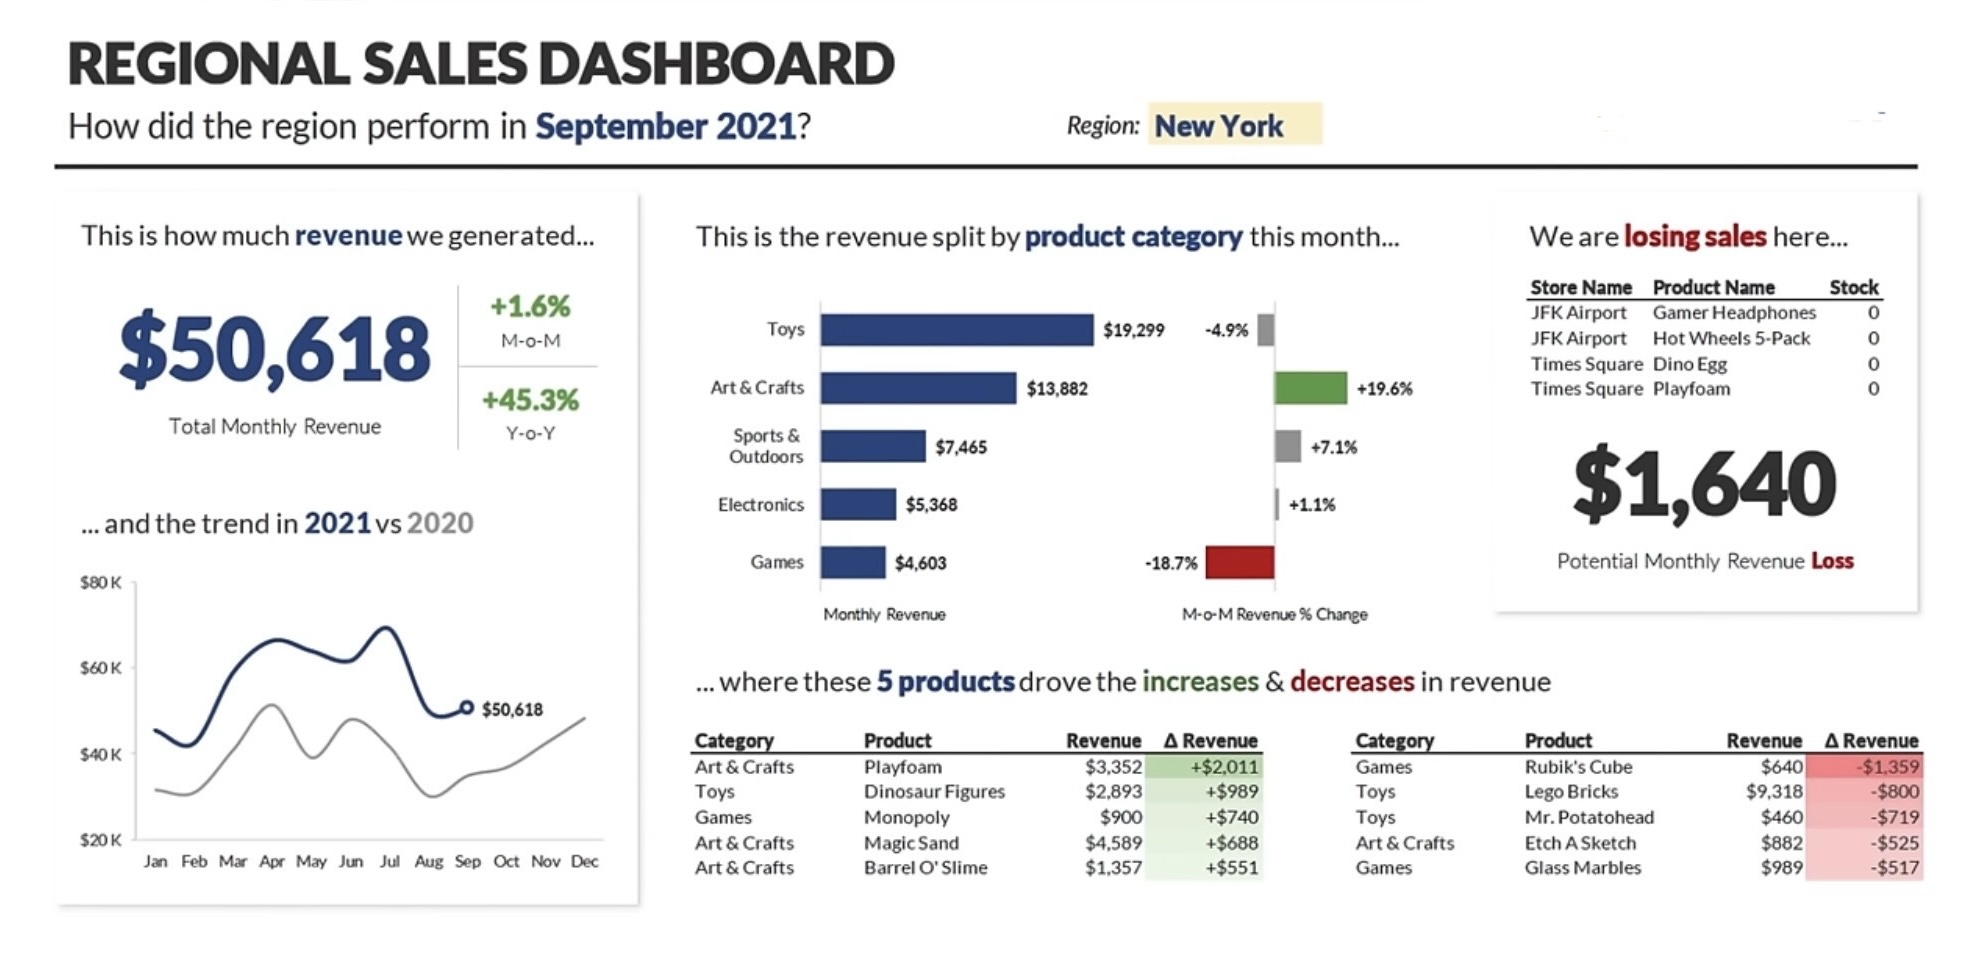 REGIONAL SALES DASHBOARD
How did the region perform in September 2021?
Region: New York
This is how much revenue we generated...
$50,618
Total Monthly Revenue
+1.6%
M-o-M
+45.3%
Y-o-Y
... and the trend in 2021 vs 2020
$80 K
$60 K
$40 K
$20 K
$50,618
Jan Feb Mar Apr May Jun Jul Aug Sep Oct Nov Dec
This is the revenue split by product category this month...
Toys $19,299 -4.9%
Art & Crafts $13,882 +19.6%
Sports &
Outdoors $7,465 +7.1%
Electronics $5,368 +1.1%
Games $4,603 -18.7%
Monthly Revenue M-o-M Revenue % Change
We are losing sales here...
Store Name Product Name Stock
JFK Airport Gamer Headphones 0
JFK Airport Hot Wheels 5-Pack 0
Times Square Dino Egg 0
Times Square Playfoam 0
$1,640
Potential Monthly Revenue Loss
... where these 5 products drove the increases & decreases in revenue
Category Product Revenue Δ Revenue
Art & Crafts Playfoam $3,352 +$2,011
Toys Dinosaur Figures $2,893 +$989
Games Monopoly $900 +$740
Art & Crafts Magic Sand $4,589 +$688
Art & Crafts Barrel O' Slime $1,357 +$551
Category Product Revenue Δ Revenue
Games Rubik's Cube $640 -$1,359
Toys Lego Bricks $9,318 -$800
Toys Mr. Potatohead $460 -$719
Art & Crafts Etch A Sketch $882 -$525
Games Glass Marbles $989 -$517